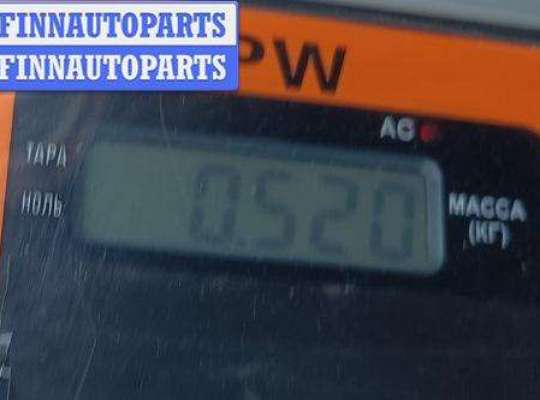 FINNAUTOPARTS
FINNAUTOPARTS
PW
AC
ТАРА
НОЛЬ
0.520
МАССА
(КГ)